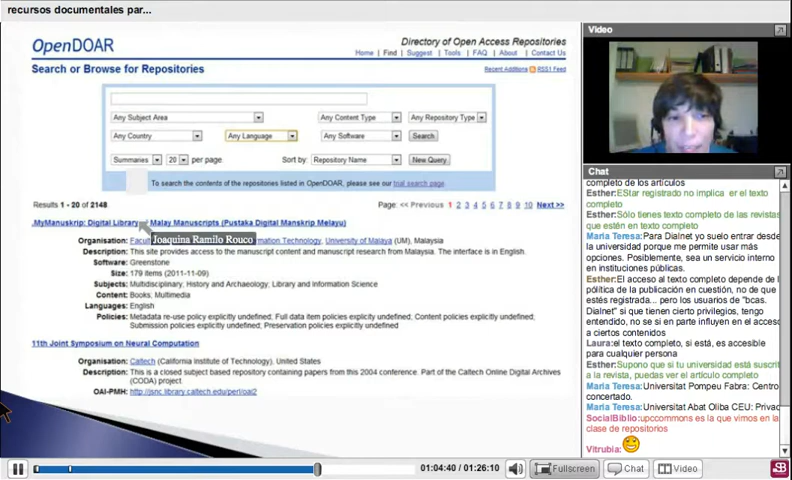 recursos documentales par...
OpenDOAR
Directory of Open Access Repositories
Home | Find | Suggest | Tools | FAQ | About | Contact Us
Search or Browse for Repositories
Recent Additions RSS1 Feed
Any Subject Area
Any Content Type
Any Repository Type
Any Country
Any Language
Any Software
Search
Summaries
20
per page.
Sort by:
Repository Name
New Query
To search the contents of the repositories listed in OpenDOAR, please see our trial search page.
Results 1 - 20 of 2148.
Page: << Previous 1 2 3 4 5 6 7 8 9 10 Next >>
.MyManuskrip: Digital Library Malay Manuscripts (Pustaka Digital Manskrip Melayu)
Joaquina Ramilo Rouco
Organisation: Facul mation Technology, University of Malaya (UM), Malaysia
Description: This site provides access to the manuscript content and manuscript research from Malaysia. The interface is in English.
Software: Greenstone
Size: 179 items (2011-11-09)
Subjects: Multidisciplinary; History and Archaeology; Library and Information Science
Content: Books; Multimedia
Languages: English
Policies: Metadata re-use policy explicitly undefined; Full data item policies explicitly undefined; Content policies explicitly undefined;
Submission policies explicitly undefined; Preservation policies explicitly undefined
11th Joint Symposium on Neural Computation
Organisation: Caltech (California Institute of Technology), United States
Description: This is a closed subject based repository containing papers from this 2004 conference. Part of the Caltech Online Digital Archives
(CODA) project
OAI-PMH: http://jsnc.library.caltech.edu/perl/oai2
Video
Chat
completo de los artículos
Esther:EStar registrado no implica er el texto
completo
Esther:Sólo tienes texto completo de las revistas
que estén en texto completo
Maria Teresa:Para Dialnet yo suelo entrar desde
la universidad porque me permite usar más
opciones. Posiblemente, sea un servicio interno
en instituciones públicas.
Esther:El acceso al texto completo depende de
pólitica de la publicación en cuestión, no de que
estés registrada... pero los usuarios de "bcas.
Dialnet" si que tienen cierto privilegios, tengo
entendido, no se si en parte influyen en el acceso
a ciertos contenidos
Laura:el texto completo, si está, es accesible
para cualquier persona
Esther:Supono que si tu universidad está suscrit
a la revista, puedas ver el artículo completo
Maria Teresa:Universitat Pompeu Fabra: Centro
concertado.
Maria Teresa:Universitat Abat Oliba CEU: Privad
SocialBiblio:upccommons es la que vimos en la
clase de repositorios
Vitrubia:
01:04:40 / 01:26:10
Fullscreen
Chat
Video